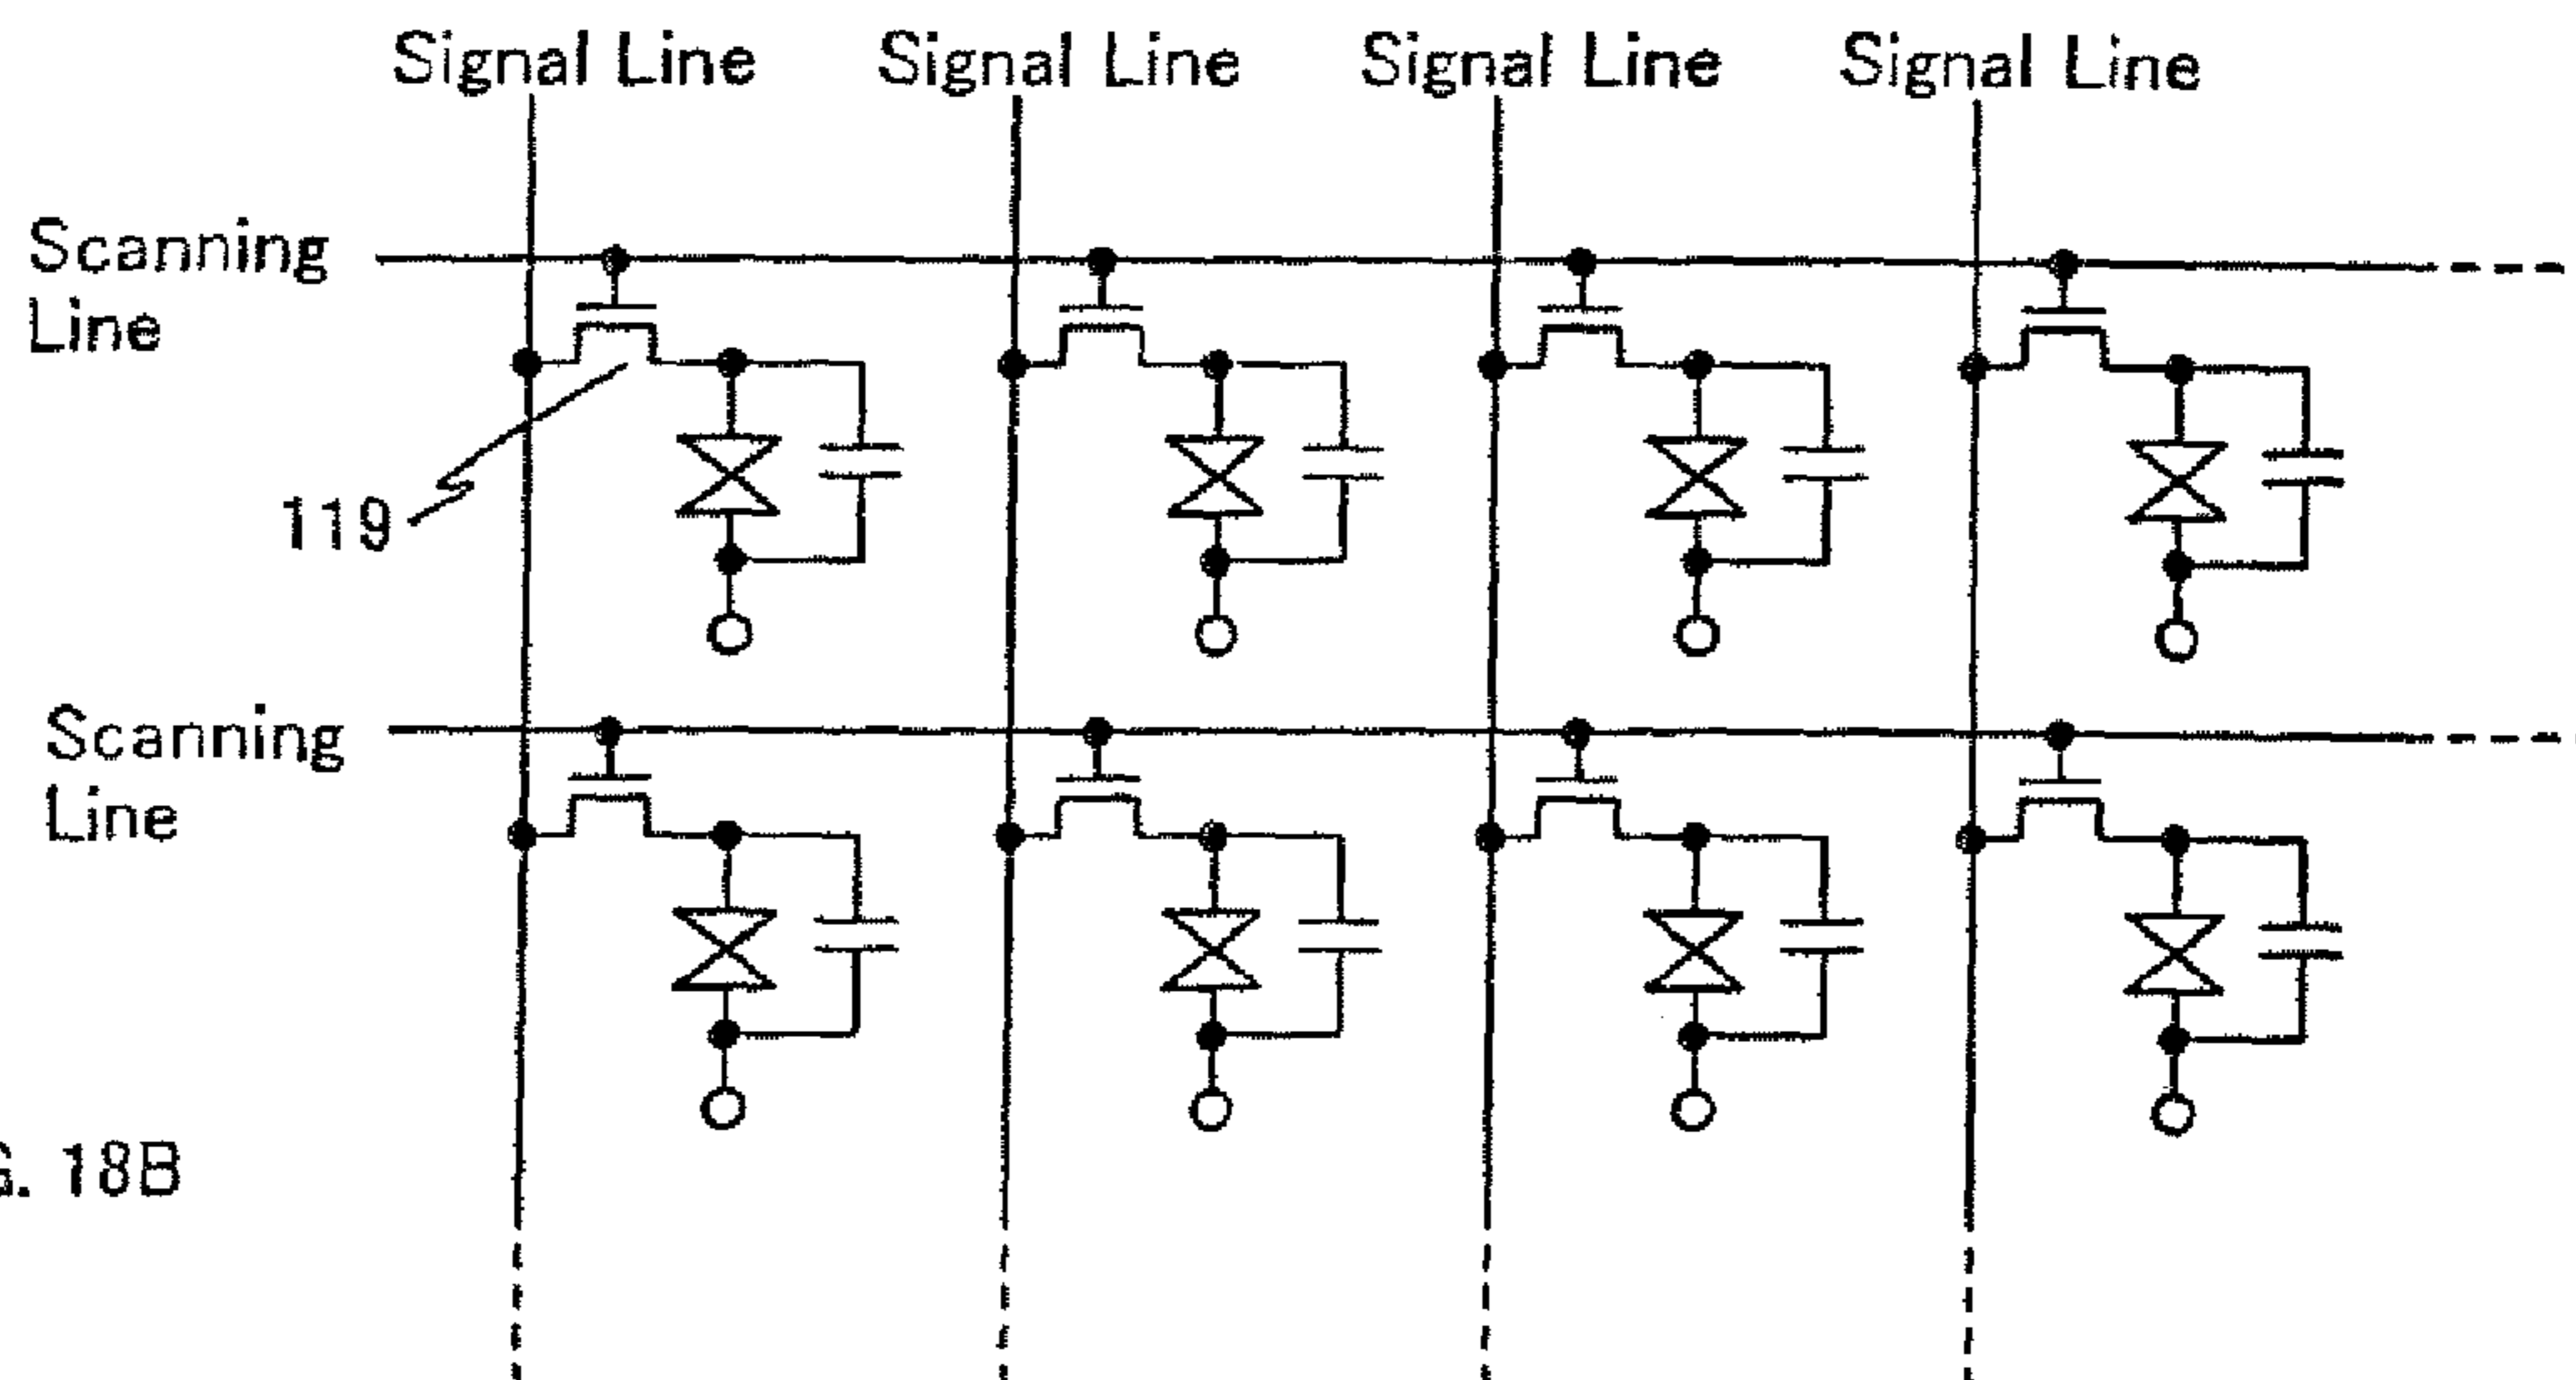 Signal Line Signal Line Signal Line Signal Line
Scanning
Line
119
Scanning
Line
G. 18B